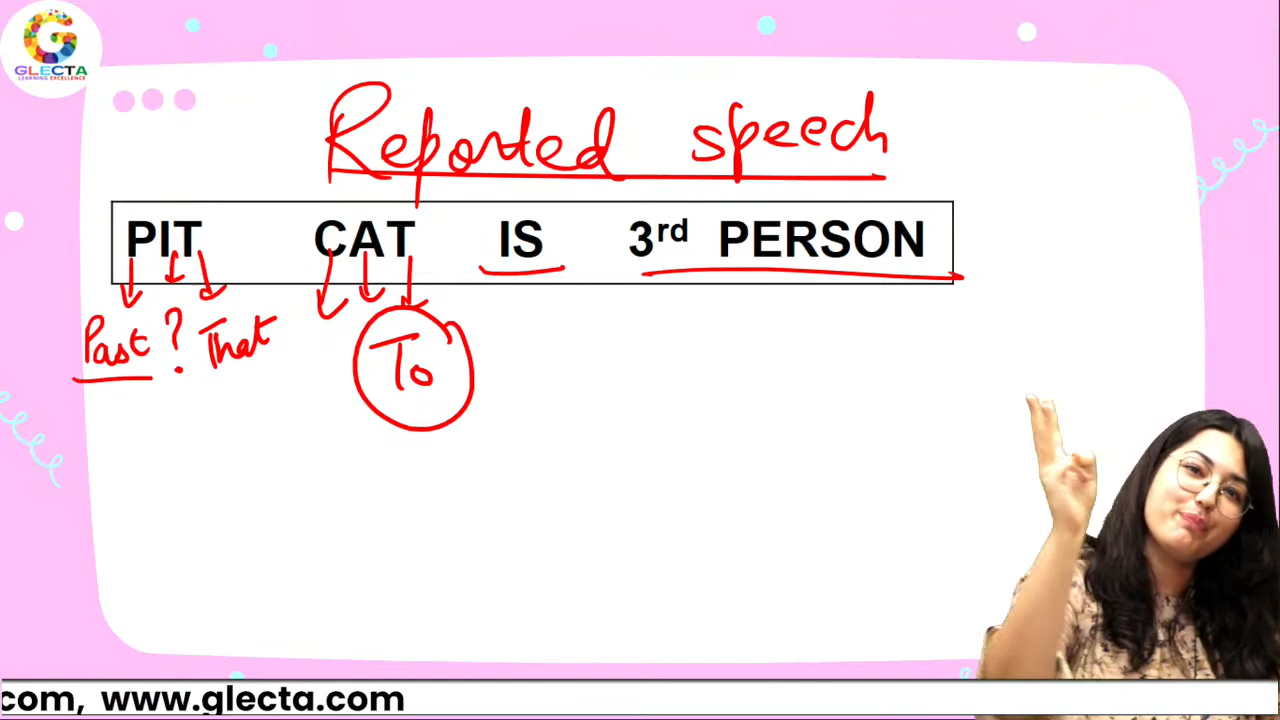 GLECTA
LEARNING EXCELLENCE
Reported speech
PIT CAT IS 3rd PERSON
Past ? That
To
com, www.glecta.com